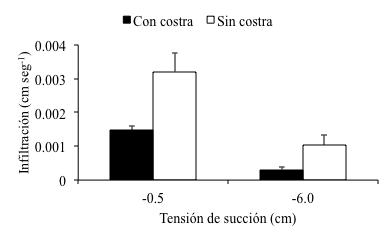 Con costra Sin costra
0.004
0.003
0.002
0.001
0
Infiltración (cm seg⁻¹)
-0.5 -6.0
Tensión de succión (cm)